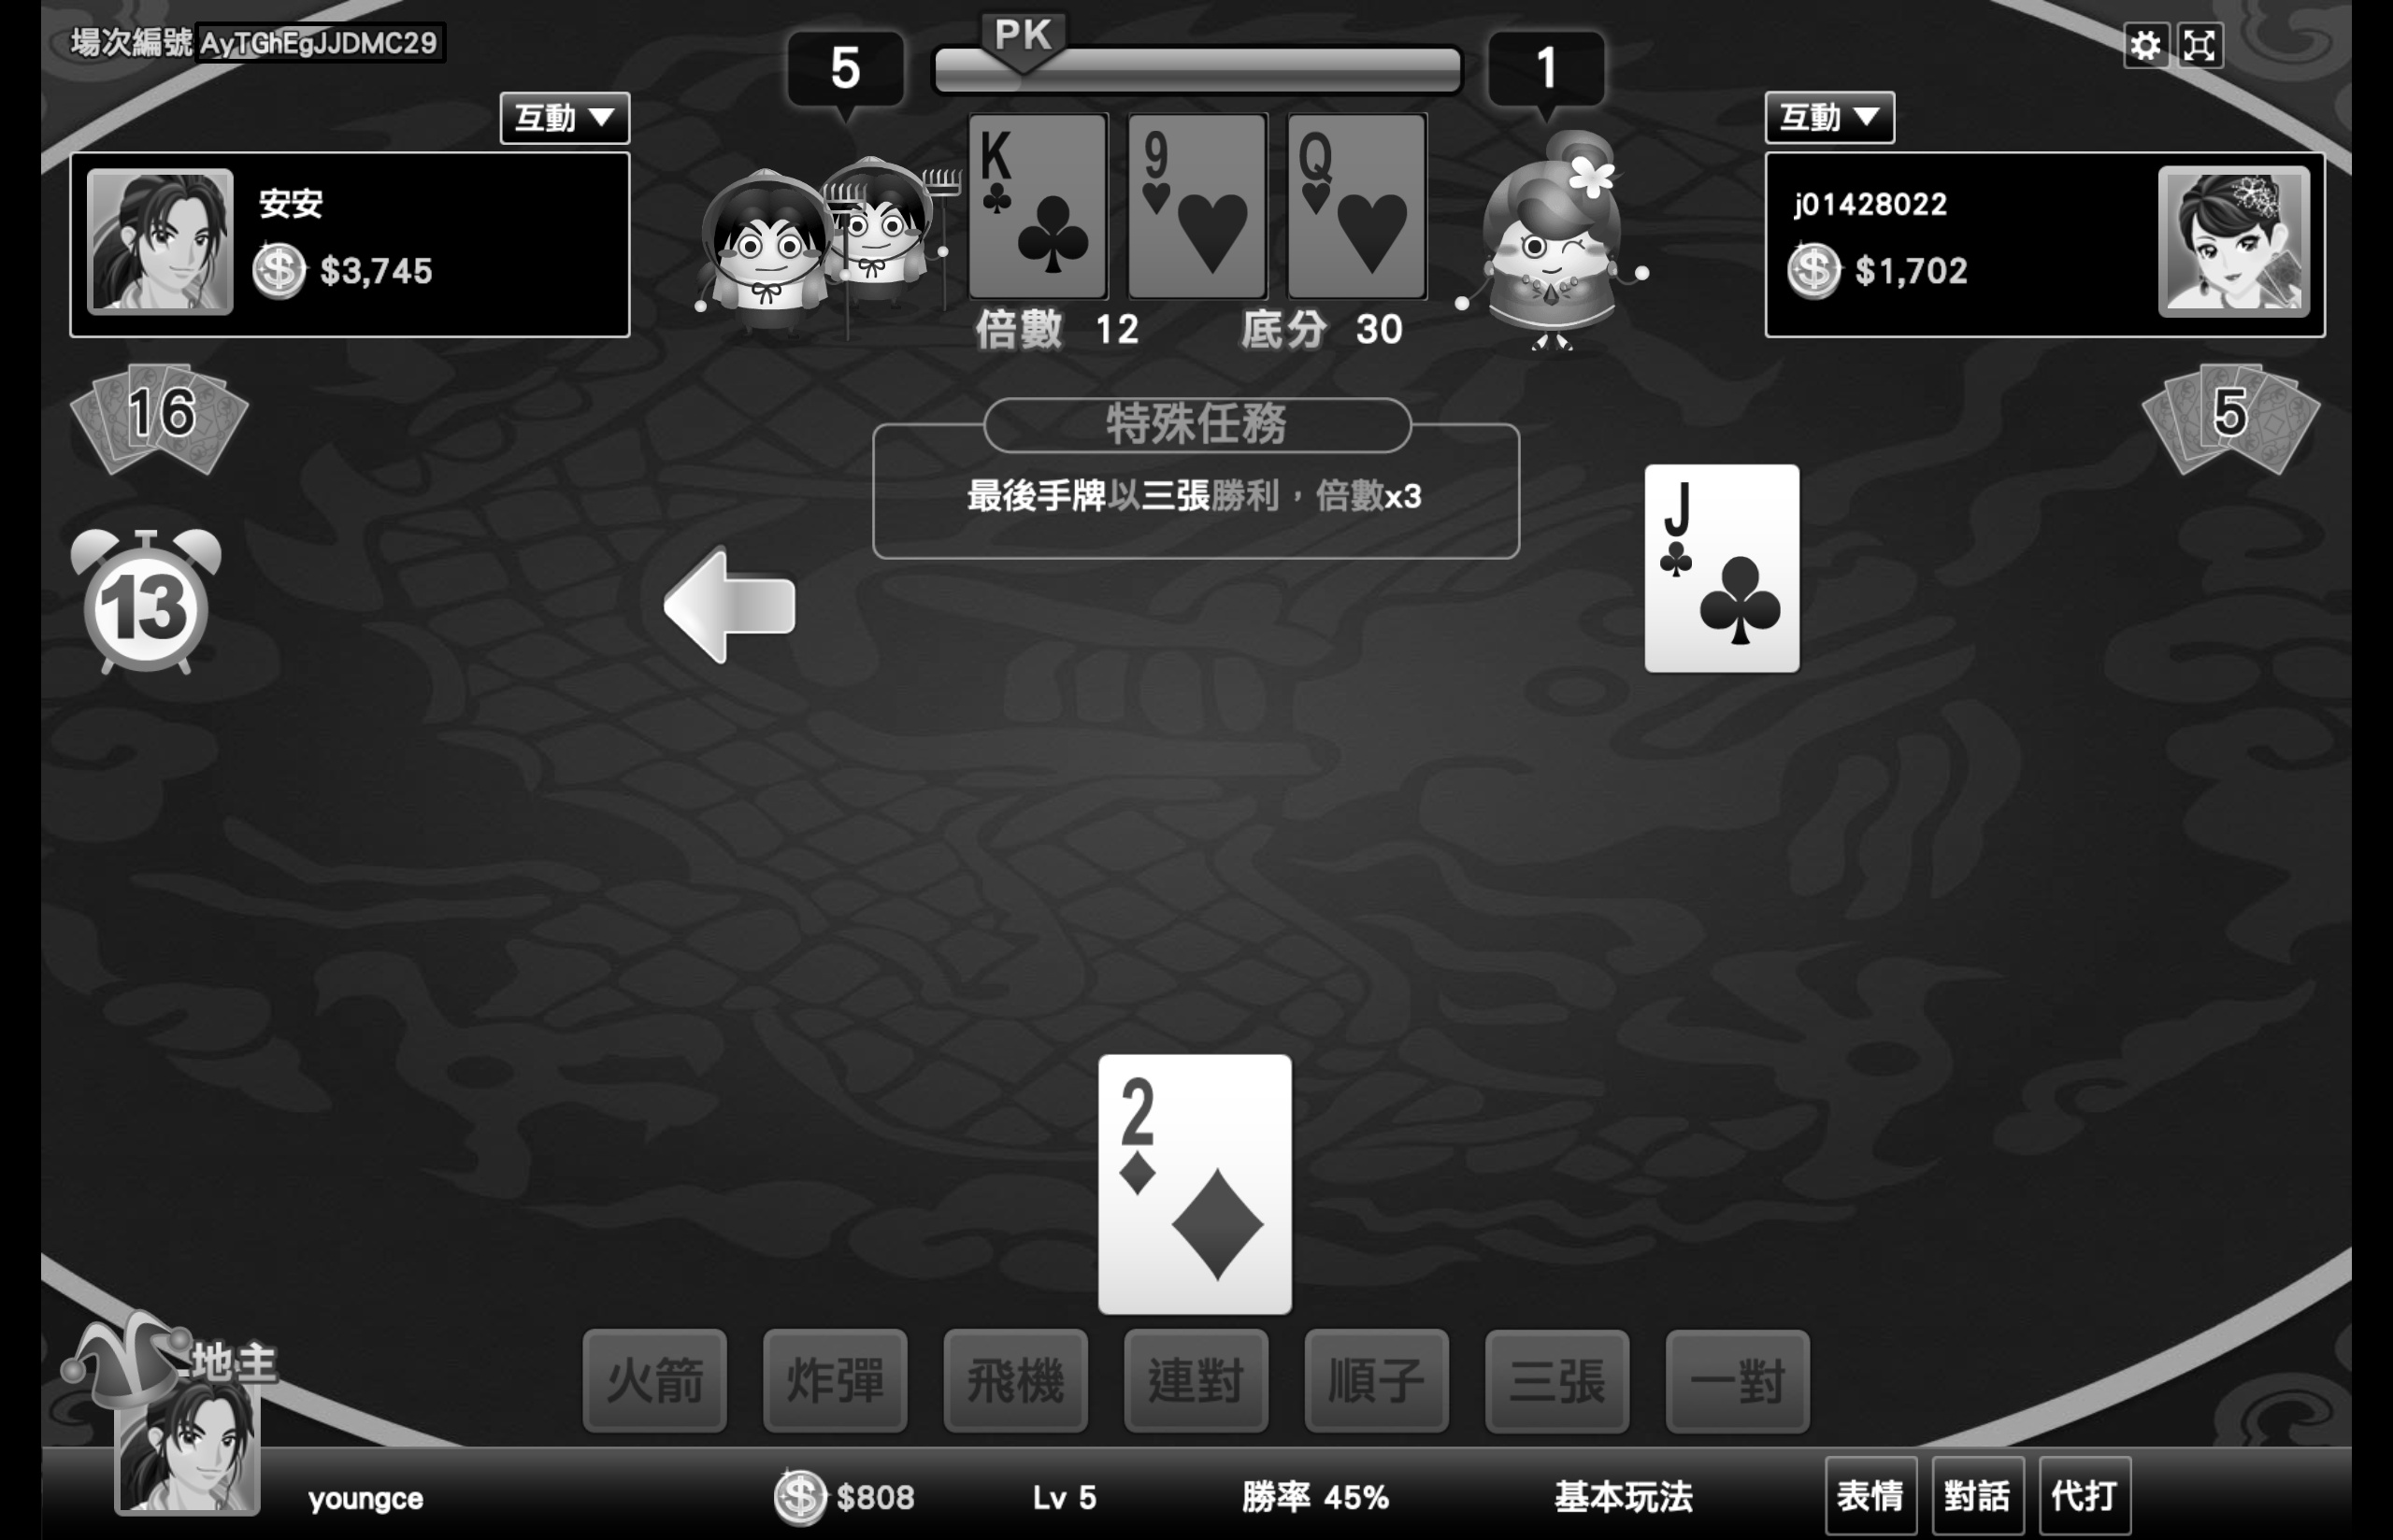 場次編號 AyTGhEgJJDMC29
5
PK
1
互動
互動
安安
$3,745
K
9
Q
j01428022
$1,702
倍數 12 底分 30
16
5
特殊任務
最後手牌以三張勝利，倍數x3
J
13
2
地主
火箭 炸彈 飛機 連對 順子 三張 一對
youngce $808 Lv 5 勝率 45% 基本玩法 表情 對話 代打